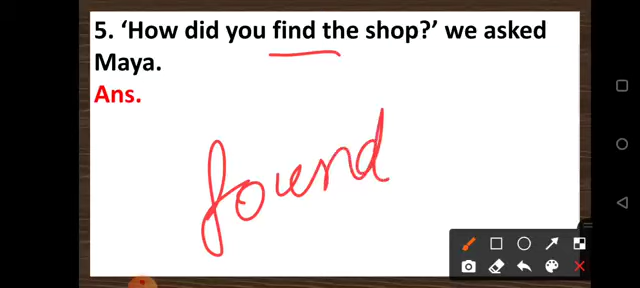 5. ‘How did you find the shop?’ we asked
Maya.
Ans.
found